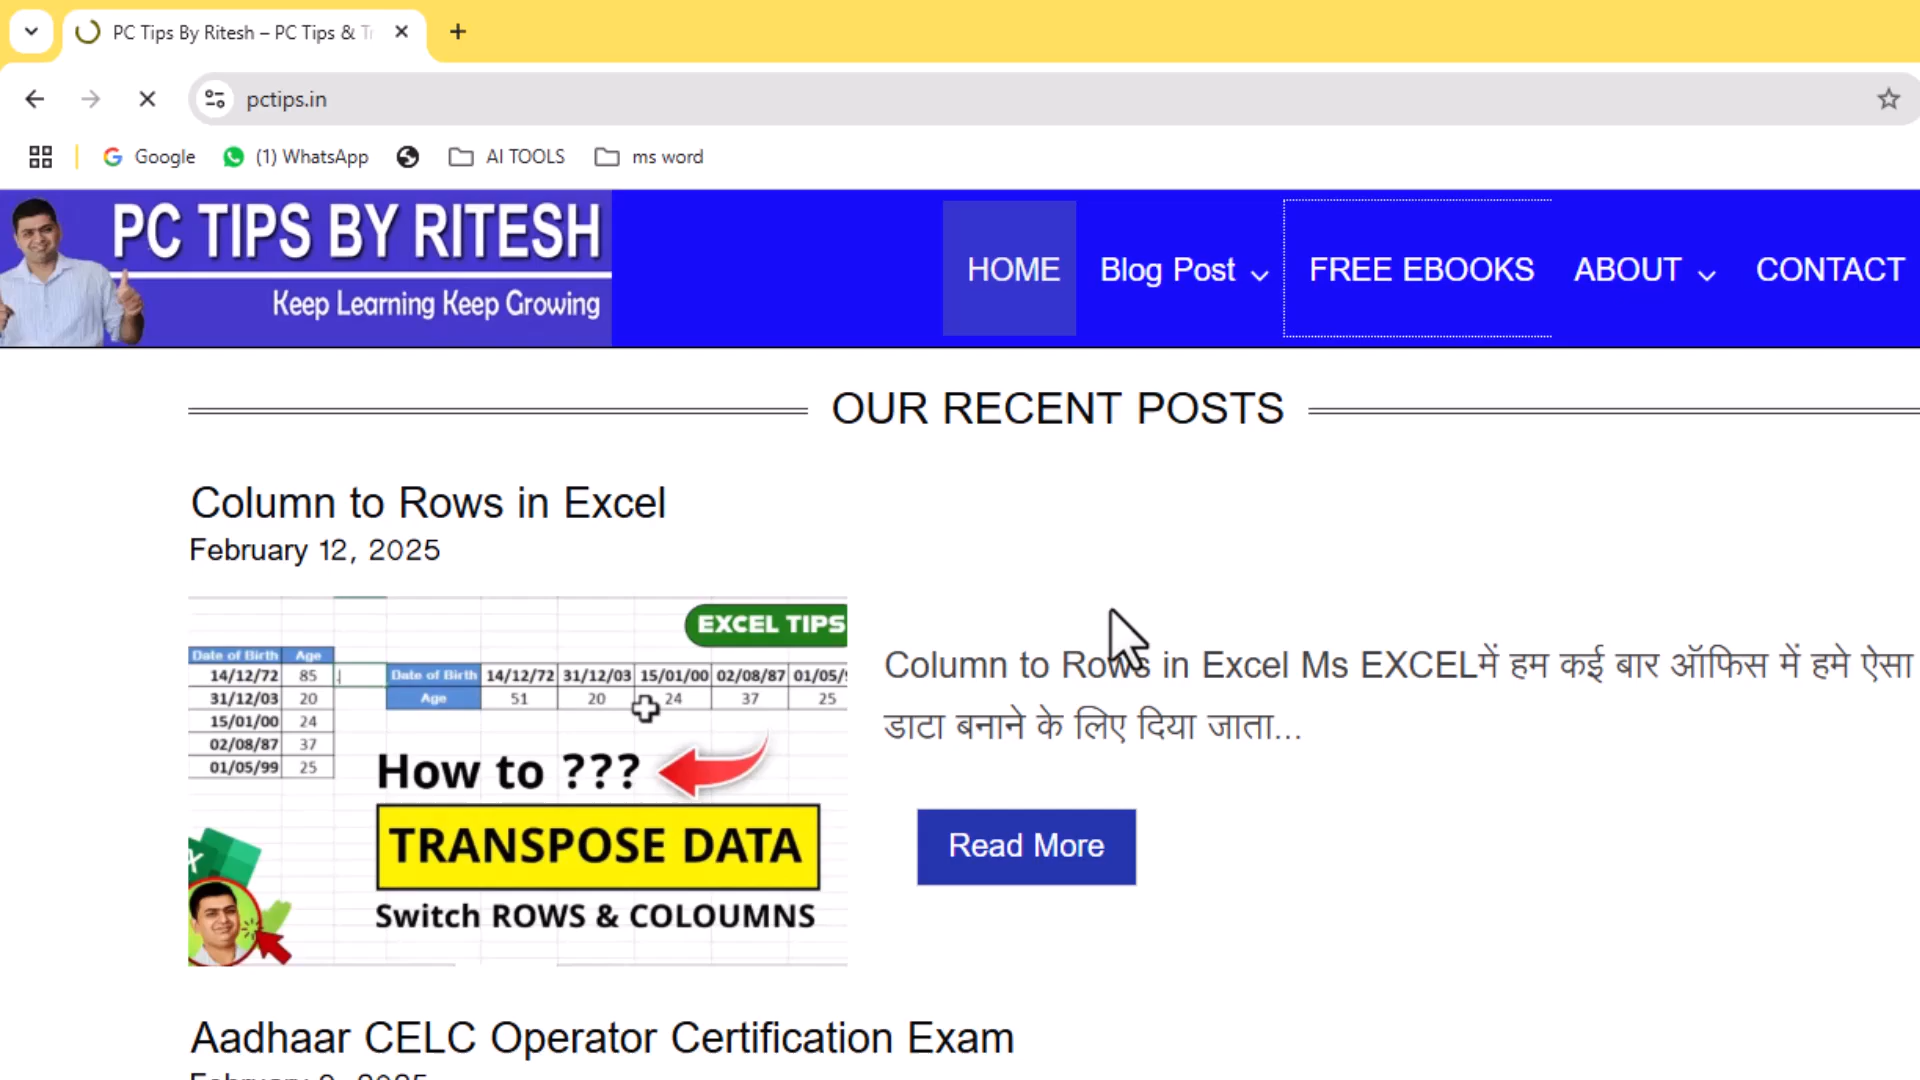 PC Tips By Ritesh – PC Tips & Tr
pctips.in
Google
(1) WhatsApp
AI TOOLS
ms word
PC TIPS BY RITESH
Keep Learning Keep Growing
HOME
Blog Post
FREE EBOOKS
ABOUT
CONTACT
OUR RECENT POSTS
Column to Rows in Excel
February 12, 2025
EXCEL TIPS
Date of Birth Age
14/12/72 85
31/12/03 20
15/01/00 24
02/08/87 37
01/05/99 25
Date of Birth 14/12/72 31/12/03 15/01/00 02/08/87 01/05/
Age 51 20 24 37 25
How to ???
TRANSPOSE DATA
Switch ROWS & COLOUMNS
Column to Rows in Excel Ms EXCELमें हम कई बार ऑफिस में हमे ऐसा
डाटा बनाने के लिए दिया जाता...
Read More
Aadhaar CELC Operator Certification Exam
February 9, 2025